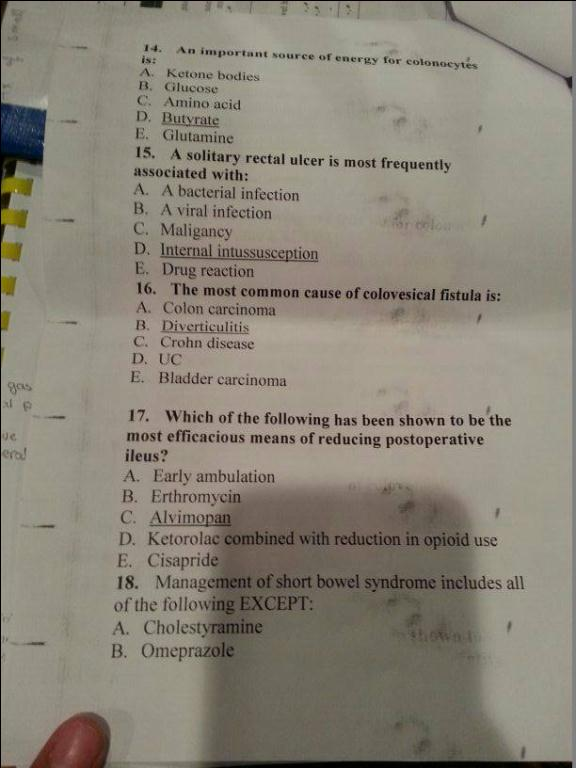 14. An important source of energy for colonocytes
is:
A. Ketone bodies
B. Glucose
C. Amino acid
D. Butyrate
E. Glutamine
15. A solitary rectal ulcer is most frequently
associated with:
A. A bacterial infection
B. A viral infection
C. Maligancy
D. Internal intussusception
E. Drug reaction
16. The most common cause of colovesical fistula is:
A. Colon carcinoma
B. Diverticulitis
C. Crohn disease
D. UC
E. Bladder carcinoma
17. Which of the following has been shown to be the
most efficacious means of reducing postoperative
ileus?
A. Early ambulation
B. Erthromycin
C. Alvimopan
D. Ketorolac combined with reduction in opioid use
E. Cisapride
18. Management of short bowel syndrome includes all
of the following EXCEPT:
A. Cholestyramine
B. Omeprazole
gas